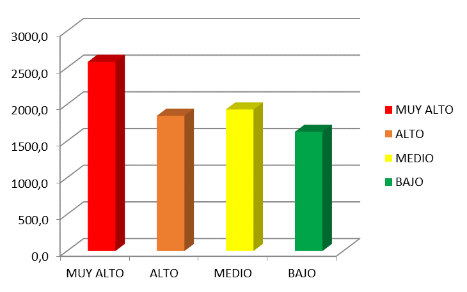 3000,0
2500,0
2000,0
1500,0
1000,0
500,0
0,0
MUY ALTO
ALTO
MEDIO
BAJO
MUY ALTO
ALTO
MEDIO
BAJO